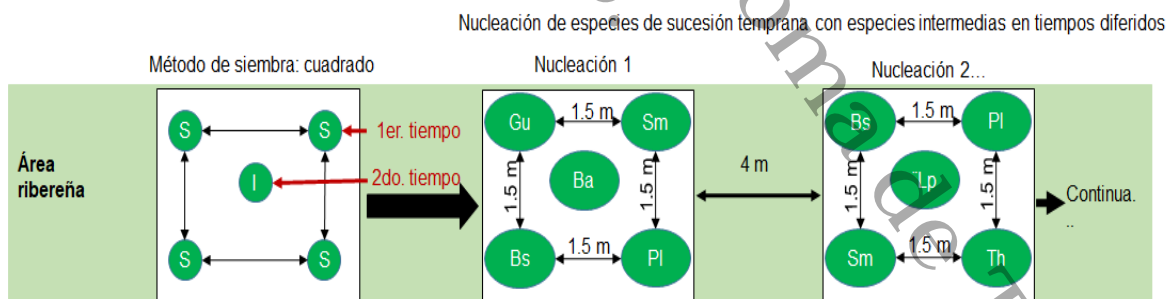 Nucleación de especies de sucesión temprana con especies intermedias en tiempos diferidos
Método de siembra: cuadrado
Nucleación 1
Nucleación 2...
Área
ribereña
S
S
1er. tiempo
I
2do. tiempo
S
S
Gu
1.5 m
Sm
1.5 m
Ba
1.5 m
Bs
1.5 m
Pl
4 m
Bs
1.5 m
Pl
1.5 m
Lp
1.5 m
Sm
1.5 m
Th
Continua.
..
de